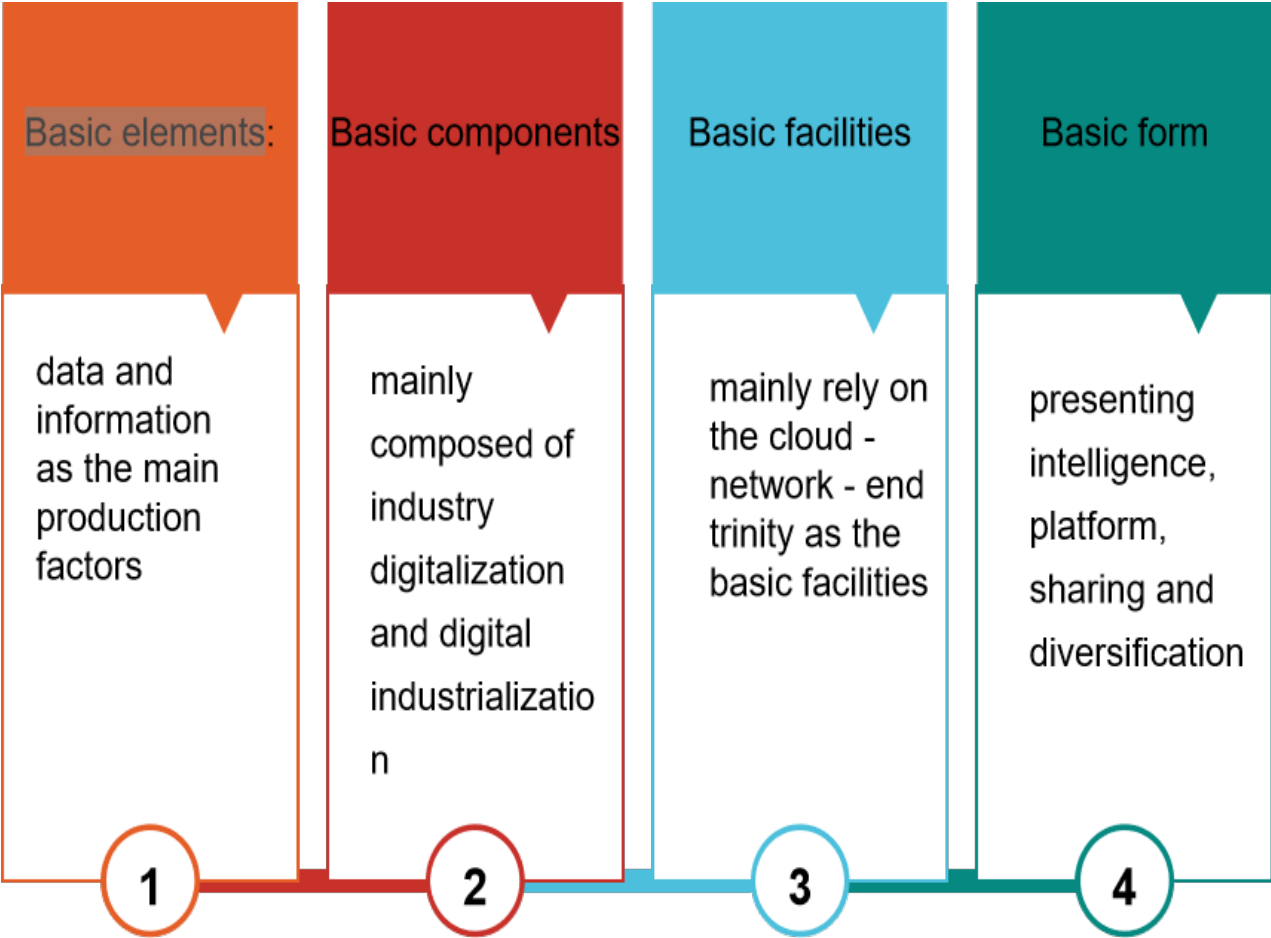 Basic elements:
data and
information
as the main
production
factors
1
Basic components
mainly
composed of
industry
digitalization
and digital
industrializatio
n
2
Basic facilities
mainly rely on
the cloud -
network - end
trinity as the
basic facilities
3
Basic form
presenting
intelligence,
platform,
sharing and
diversification
4